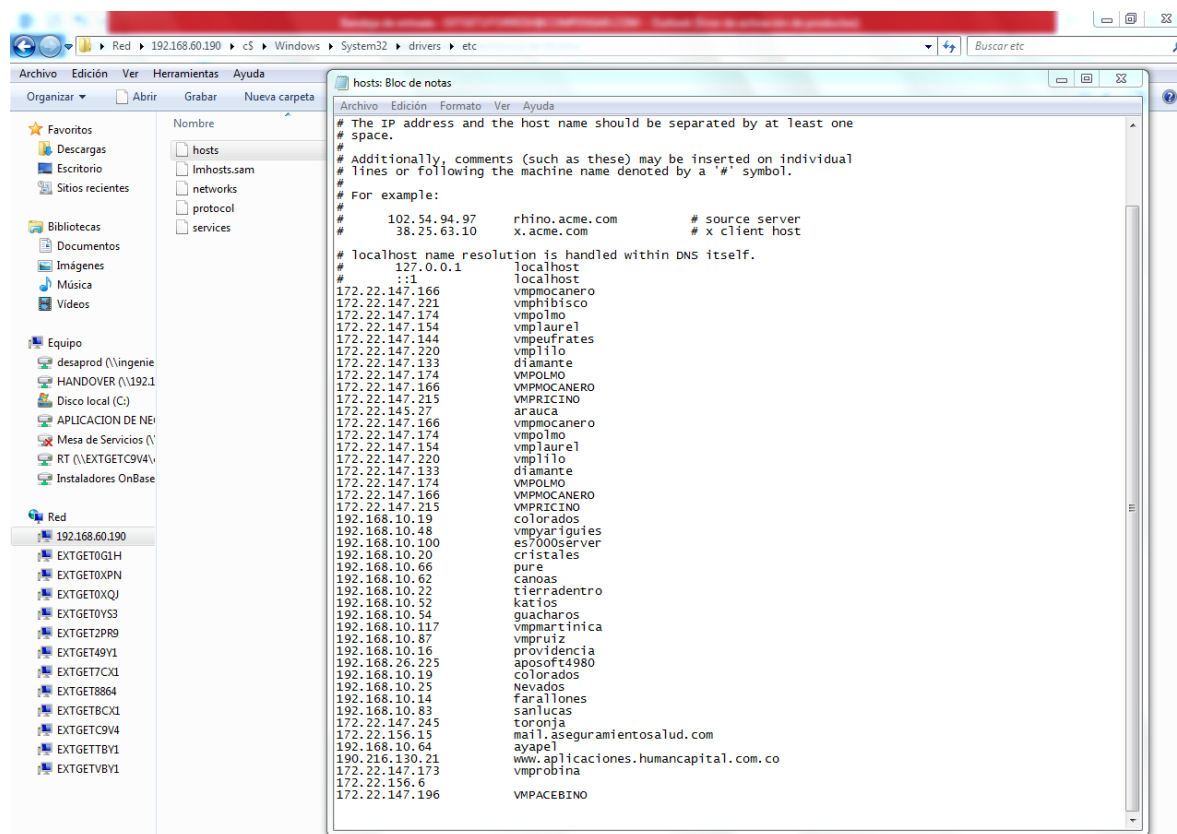 Red ▸ 192.168.60.190 ▸ c$ ▸ Windows ▸ System32 ▸ drivers ▸ etc
Buscar etc
Archivo Edición Ver Herramientas Ayuda
Organizar Abrir Grabar Nueva carpeta
Favoritos
Descargas
Escritorio
Sitios recientes
Bibliotecas
Documentos
Imágenes
Música
Vídeos
Equipo
desaprod (\\ingenie
HANDOVER (\\192.1
Disco local (C:)
APLICACION DE NE
Mesa de Servicios (\
RT (\\EXTGETC9V4\
Instaladores OnBase
Red
192.168.60.190
EXTGET0G1H
EXTGET0XPN
EXTGET0XQJ
EXTGET0YS3
EXTGET2PR9
EXTGET49Y1
EXTGET7CX1
EXTGET8864
EXTGETBCX1
EXTGETC9V4
EXTGETTBY1
EXTGETVBY1
Nombre
hosts
lmhosts.sam
networks
protocol
services
hosts: Bloc de notas
Archivo Edición Formato Ver Ayuda
# The IP address and the host name should be separated by at least one
# space.
#
# Additionally, comments (such as these) may be inserted on individual
# lines or following the machine name denoted by a '#' symbol.
#
# For example:
#
# 102.54.94.97 rhino.acme.com # source server
# 38.25.63.10 x.acme.com # x client host
# localhost name resolution is handled within DNS itself.
# 127.0.0.1 localhost
# ::1 localhost
172.22.147.166 vmpmocanero
172.22.147.221 vmphibisco
172.22.147.174 vmpolmo
172.22.147.154 vmplaurel
172.22.147.144 vmpeufrates
172.22.147.220 vmplilo
172.22.147.133 diamante
172.22.147.174 VMPOLMO
172.22.147.166 VMPMOCANERO
172.22.147.215 VMPRICINO
172.22.145.27 arauca
172.22.147.166 vmpmocanero
172.22.147.174 vmpolmo
172.22.147.154 vmplaurel
172.22.147.220 vmplilo
172.22.147.133 diamante
172.22.147.174 VMPOLMO
172.22.147.166 VMPMOCANERO
172.22.147.215 VMPRICINO
192.168.10.19 colorados
192.168.10.48 vmpyariguies
192.168.10.100 es7000server
192.168.10.20 cristales
192.168.10.66 pure
192.168.10.62 canoas
192.168.10.22 tierradentro
192.168.10.52 katios
192.168.10.54 guacharos
192.168.10.117 vmpmartinica
192.168.10.87 vmpruiz
192.168.10.16 providencia
192.168.26.225 aposoft4980
192.168.10.19 colorados
192.168.10.25 Nevados
192.168.10.14 farallones
192.168.10.83 sanlucas
172.22.147.245 toronja
172.22.156.15 mail.aseguramientosalud.com
192.168.10.64 ayapel
190.216.130.21 www.aplicaciones.humancapital.com.co
172.22.147.173 vmprobina
172.22.156.6
172.22.147.196 VMPACEBINO